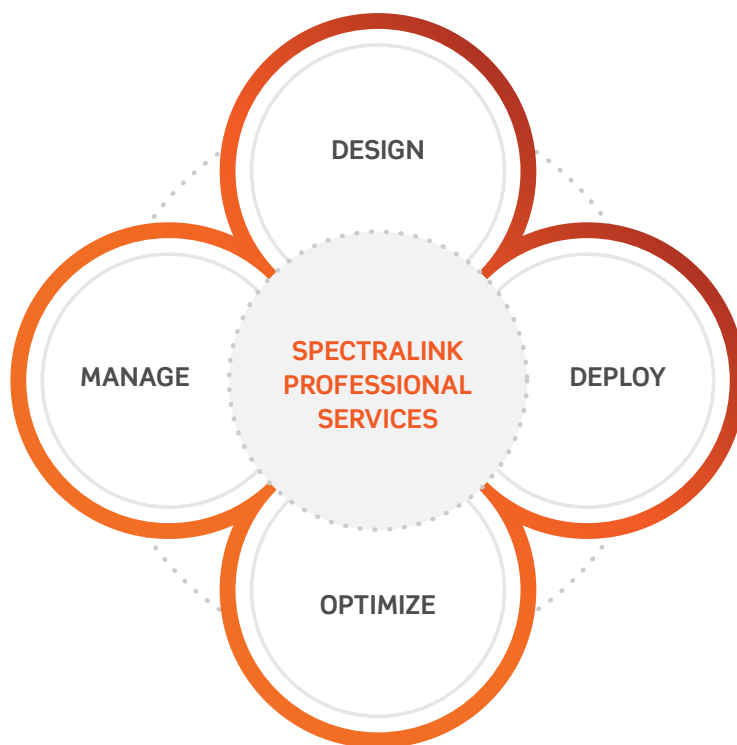 DESIGN
MANAGE
SPECTRALINK
PROFESSIONAL
SERVICES
DEPLOY
OPTIMIZE